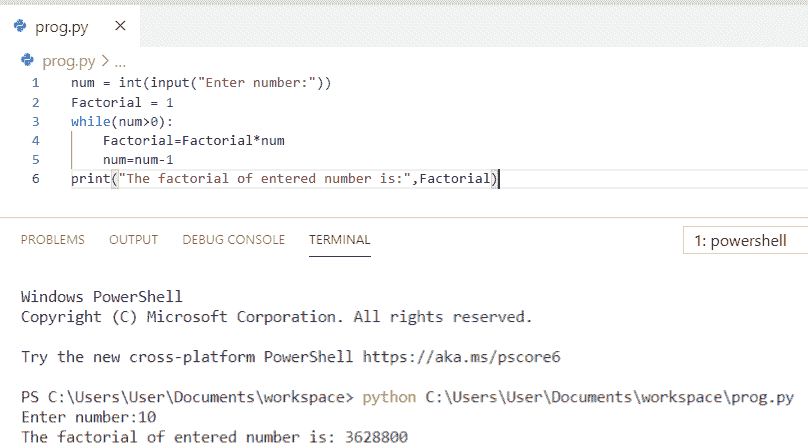 prog.py ×
prog.py > ...
1 num = int(input("Enter number:"))
2 Factorial = 1
3 while(num>0):
4     Factorial=Factorial*num
5     num=num-1
6 print("The factorial of entered number is:",Factorial)
PROBLEMS OUTPUT DEBUG CONSOLE TERMINAL 1: powershell
Windows PowerShell
Copyright (C) Microsoft Corporation. All rights reserved.
Try the new cross-platform PowerShell https://aka.ms/pscore6
PS C:\Users\User\Documents\workspace> python C:\Users\User\Documents\workspace\prog.py
Enter number:10
The factorial of entered number is: 3628800